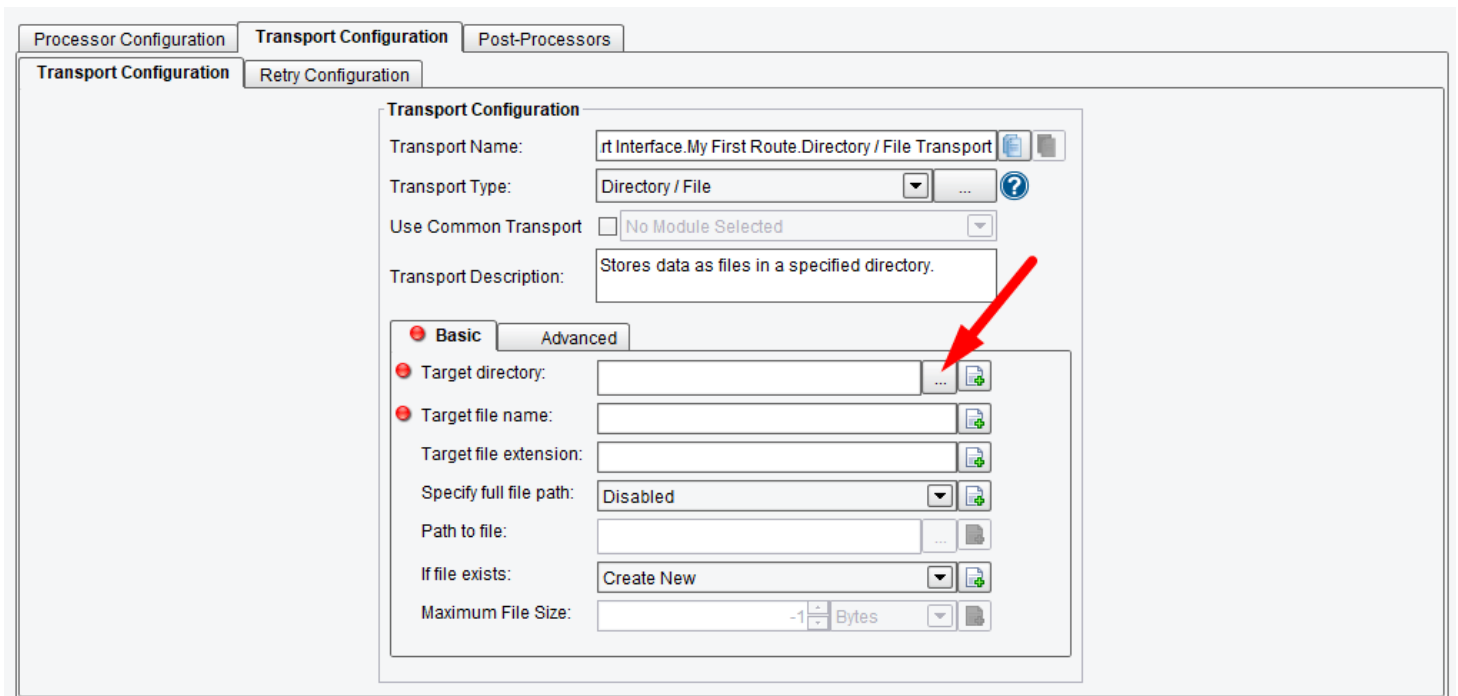 Processor Configuration Transport Configuration Post-Processors
Transport Configuration Retry Configuration
Transport Configuration
Transport Name: rt Interface.My First Route.Directory / File Transport
Transport Type: Directory / File ... ?
Use Common Transport No Module Selected
Transport Description: Stores data as files in a specified directory.
Basic Advanced
Target directory: ...
Target file name:
Target file extension:
Specify full file path: Disabled
Path to file: ...
If file exists: Create New
Maximum File Size: -1 Bytes